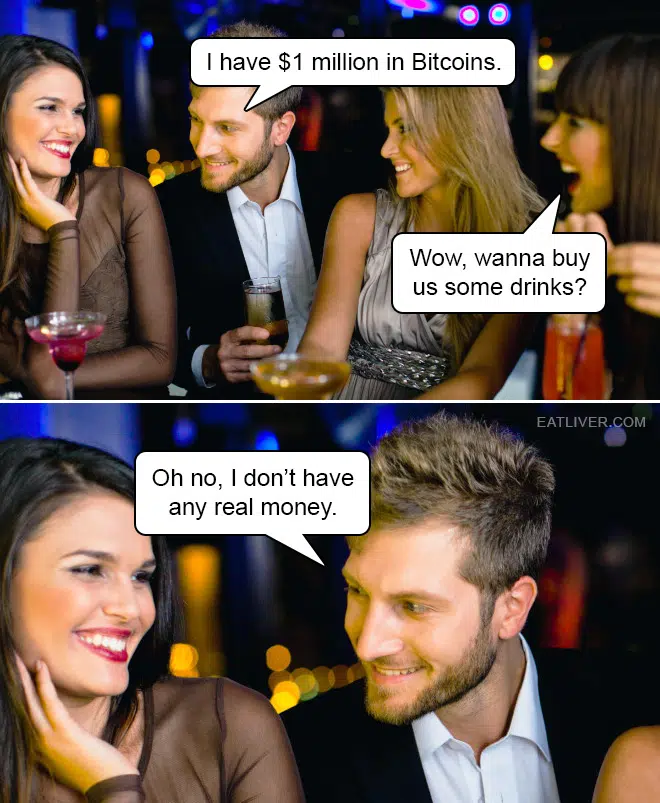 I have $1 million in Bitcoins.
Wow, wanna buy
us some drinks?
EATLIVER.COM
Oh no, I don’t have
any real money.